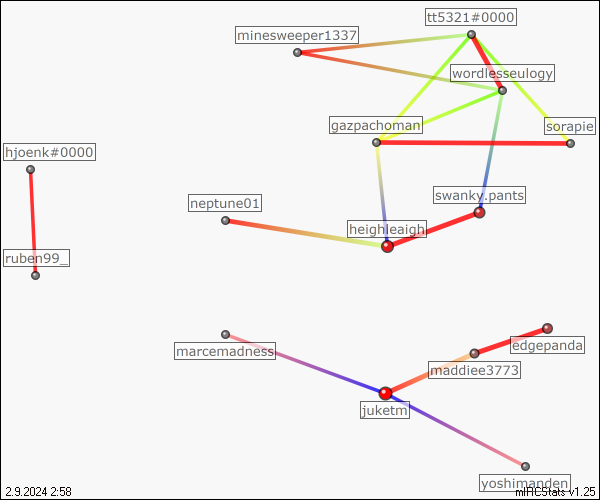 tt5321#0000
minesweeper1337
wordlesseulogy
gazpachoman
sorapie
hjoenk#0000
swanky.pants
neptune01
heighleaigh
ruben99_
edgepanda
marcemadness
maddiee3773
juketm
yoshimanden
2.9.2024 2:58
mIRCStats v1.25